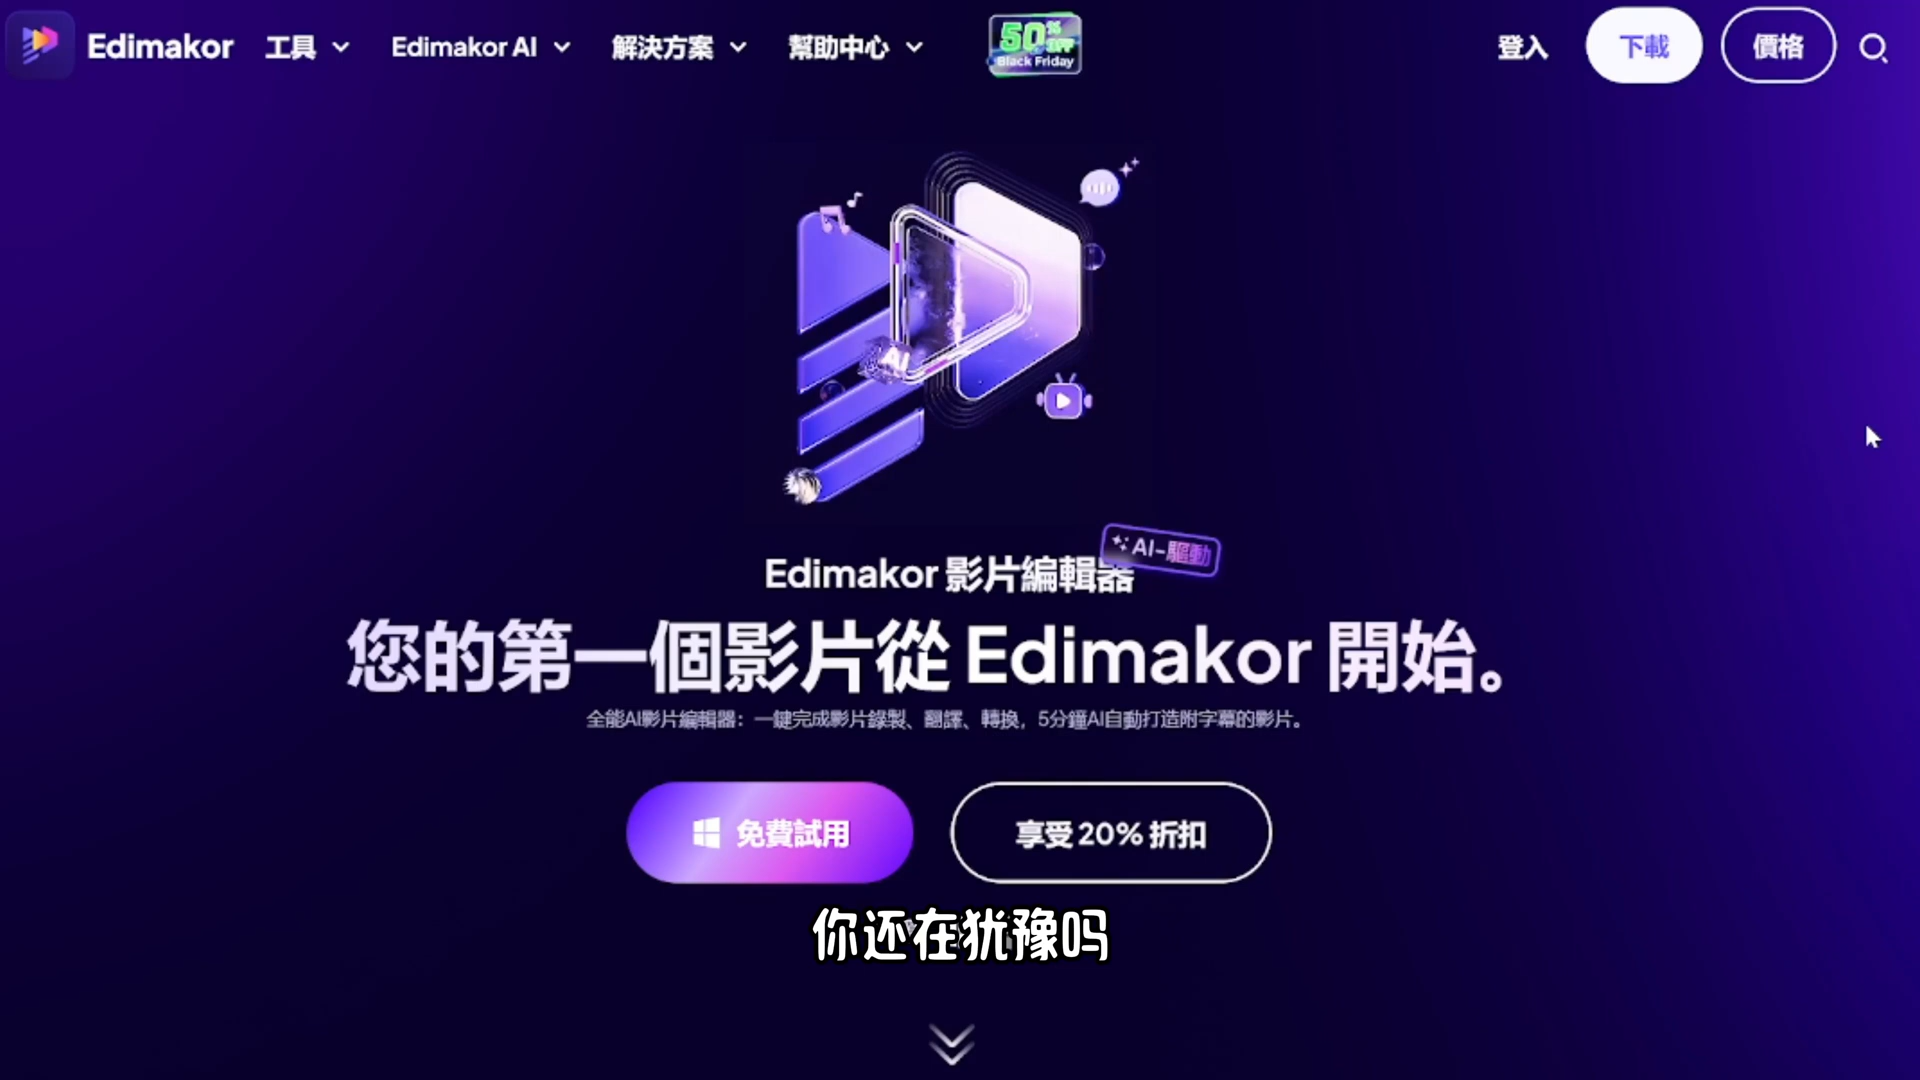 Edimakor 工具 Edimakor AI 解決方案 幫助中心 50% OFF Black Friday 登入 下載 價格
AI
AI-驅動
Edimakor 影片編輯器
您的第一個影片從 Edimakor 開始。
全能AI影片編輯器：一鍵完成影片錄製、翻譯、轉換，5分鐘AI自動打造附字幕的影片。
免費試用 享受 20% 折扣
你还在犹豫吗